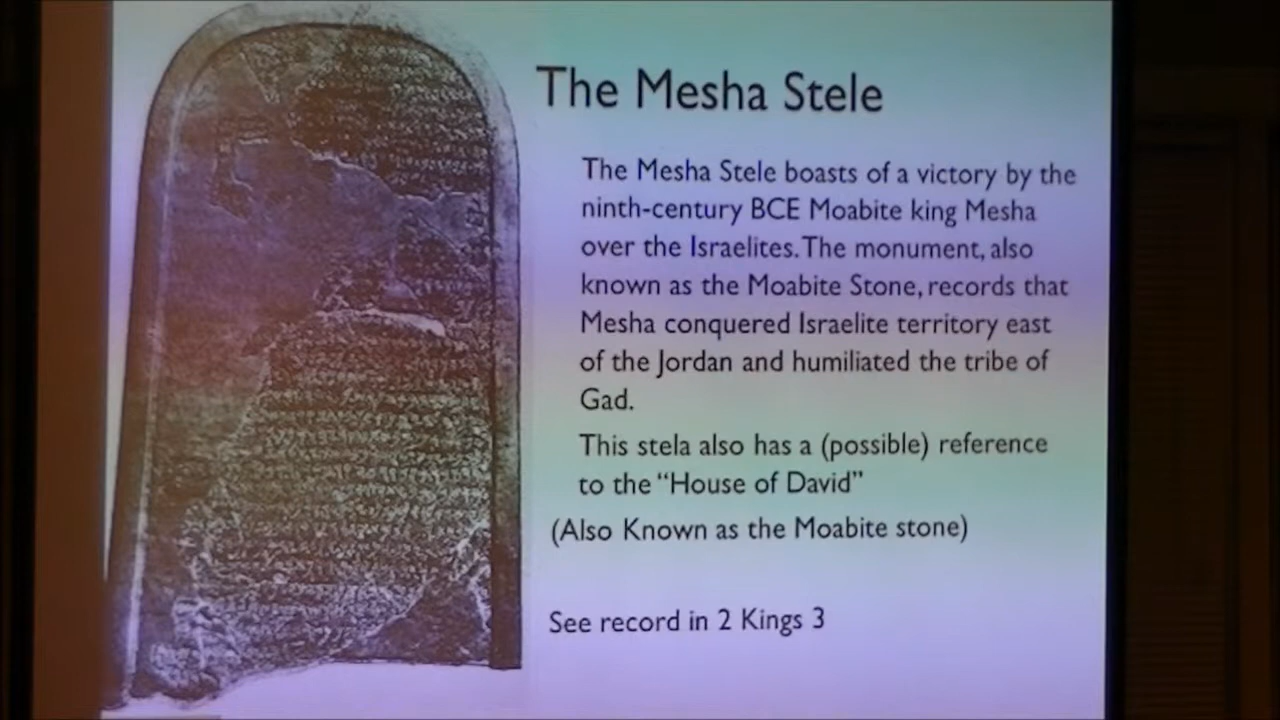 The Mesha Stele
The Mesha Stele boasts of a victory by the
ninth-century BCE Moabite king Mesha
over the Israelites. The monument, also
known as the Moabite Stone, records that
Mesha conquered Israelite territory east
of the Jordan and humiliated the tribe of
Gad.
This stela also has a (possible) reference
to the “House of David”
(Also Known as the Moabite stone)
See record in 2 Kings 3